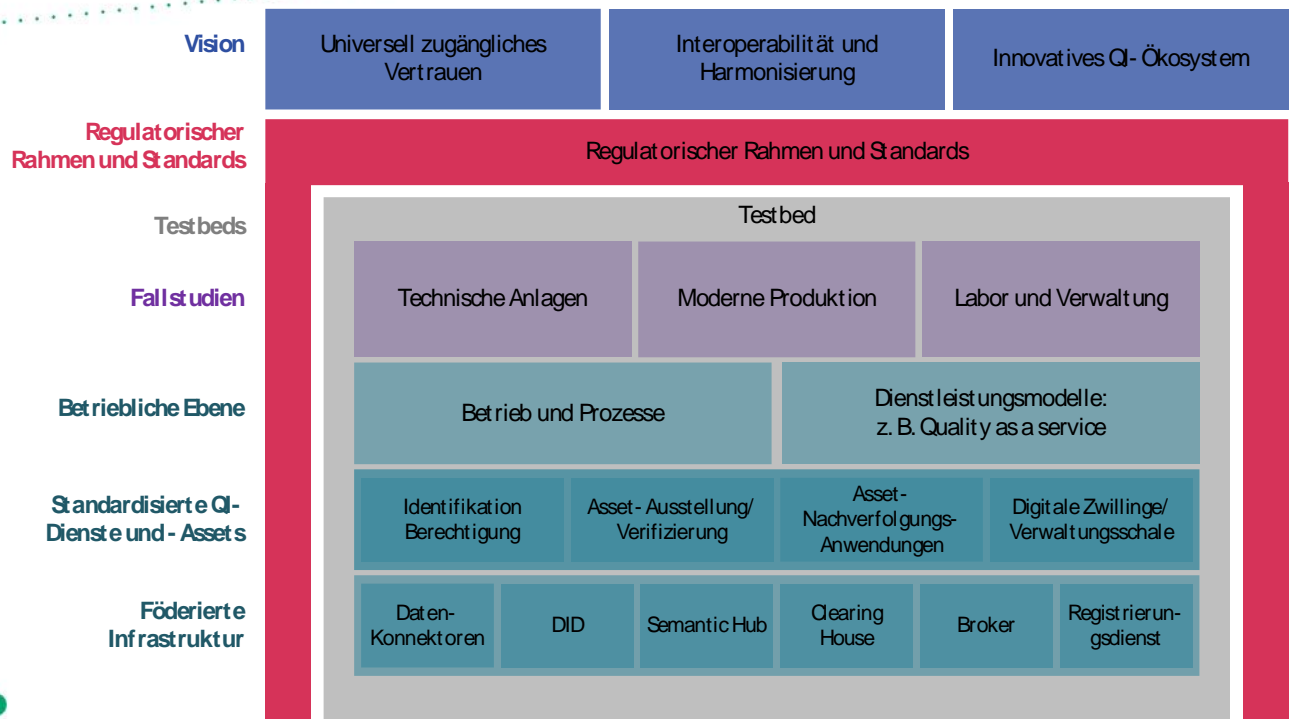 Vision
Universell zugängliches
Vertrauen
Interoperabilität und
Harmonisierung
Innovatives QI- Ökosystem
Regulatorischer
Rahmen und Standards
Regulatorischer Rahmen und Standards
Testbeds
Testbed
Fallstudien
Technische Anlagen
Moderne Produktion
Labor und Verwaltung
Betriebliche Ebene
Betrieb und Prozesse
Dienstleistungsmodelle:
z. B. Quality as a service
Standardisierte QI-
Dienste und - Assets
Identifikation
Berechtigung
Asset- Ausstellung/
Verifizierung
Asset-
Nachverfolgungs-
Anwendungen
Digitale Zwillinge/
Verwaltungsschale
Föderierte
Infrastruktur
Daten-
Konnektoren
DID
Semantic Hub
Clearing
House
Broker
Registrierun-
gsdienst